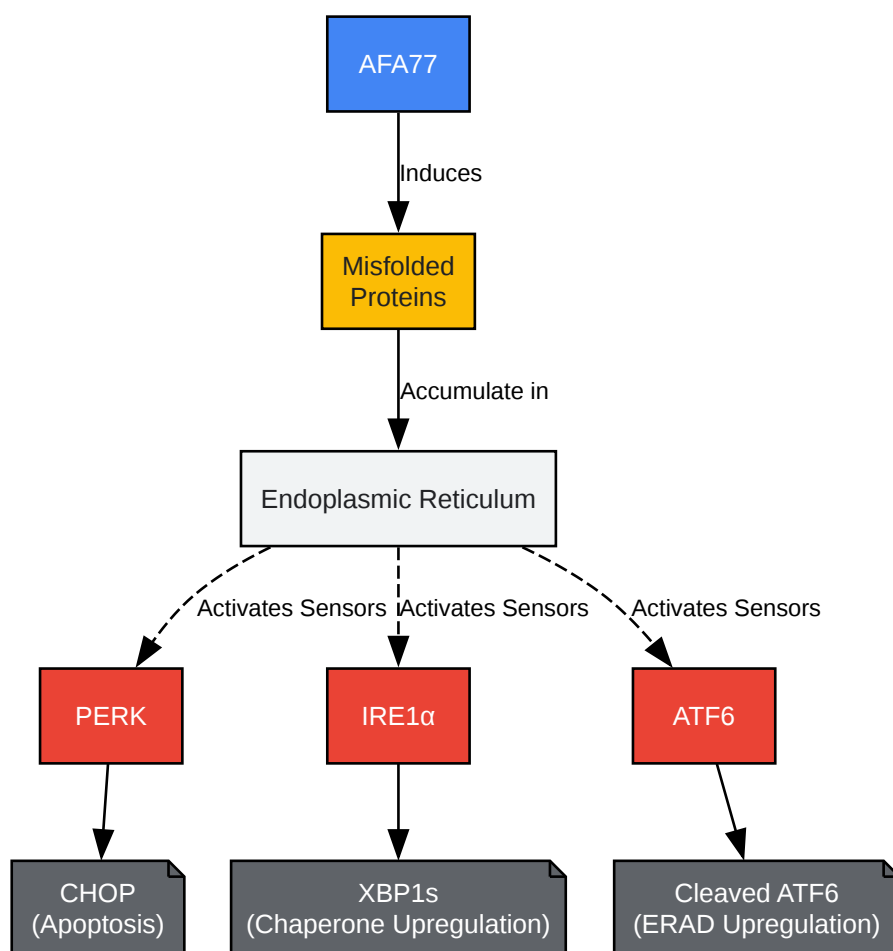 AFA77
Induces
Misfolded
Proteins
Accumulate in
Endoplasmic Reticulum
Activates Sensors
Activates Sensors
Activates Sensors
PERK
IRE1α
ATF6
CHOP
(Apoptosis)
XBP1s
(Chaperone Upregulation)
Cleaved ATF6
(ERAD Upregulation)